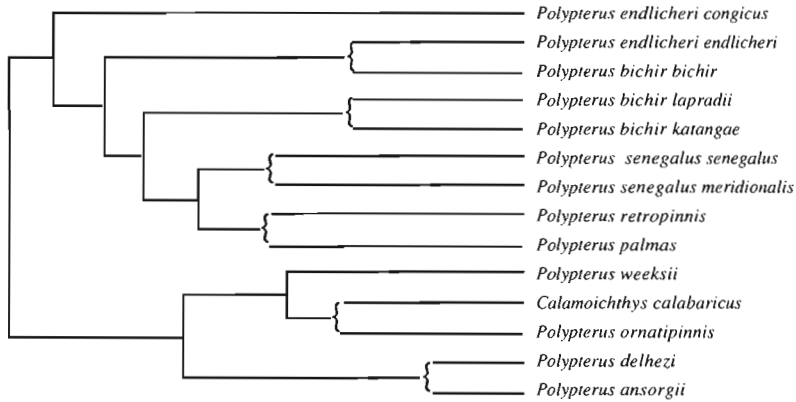 Polypterus endlicheri congicus
Polypterus endlicheri endlicheri
Polypterus bichir bichir
Polypterus bichir lapradii
Polypterus bichir katangae
Polypterus senegalus senegalus
Polypterus senegalus meridionalis
Polypterus retropinnis
Polypterus palmas
Polypterus weeksii
Calamoichthys calabaricus
Polypterus ornatipinnis
Polypterus delhezi
Polypterus ansorgii